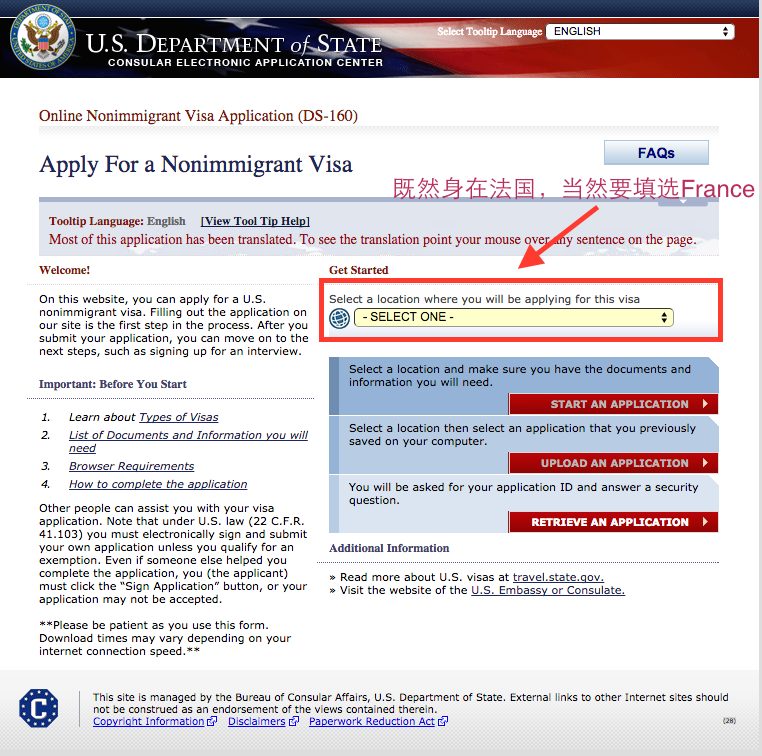 U.S. DEPARTMENT of STATE
CONSULAR ELECTRONIC APPLICATION CENTER
Select Tooltip Language ENGLISH
Online Nonimmigrant Visa Application (DS-160)
Apply For a Nonimmigrant Visa
FAQs
既然身在法国，当然要填选France
Tooltip Language: English [View Tool Tip Help]
Most of this application has been translated. To see the translation point your mouse over any sentence on the page.
Welcome!
On this website, you can apply for a U.S.
nonimmigrant visa. Filling out the application on
our site is the first step in the process. After you
submit your application, you can move on to the
next steps, such as signing up for an interview.
Important: Before You Start
1. Learn about Types of Visas
2. List of Documents and Information you will
need
3. Browser Requirements
4. How to complete the application
Other people can assist you with your visa
application. Note that under U.S. law (22 C.F.R.
41.103) you must electronically sign and submit
your own application unless you qualify for an
exemption. Even if someone else helped you
complete the application, you (the applicant)
must click the “Sign Application” button, or your
application may not be accepted.
**Please be patient as you use this form.
Download times may vary depending on your
internet connection speed.**
Get Started
Select a location where you will be applying for this visa
- SELECT ONE -
Select a location and make sure you have the documents and
information you will need.
START AN APPLICATION
Select a location then select an application that you previously
saved on your computer.
UPLOAD AN APPLICATION
You will be asked for your application ID and answer a security
question.
RETRIEVE AN APPLICATION
Additional Information
» Read more about U.S. visas at travel.state.gov.
» Visit the website of the U.S. Embassy or Consulate.
C
This site is managed by the Bureau of Consular Affairs, U.S. Department of State. External links to other Internet sites should
not be construed as an endorsement of the views contained therein.
Copyright Information Disclaimers Paperwork Reduction Act
(28)